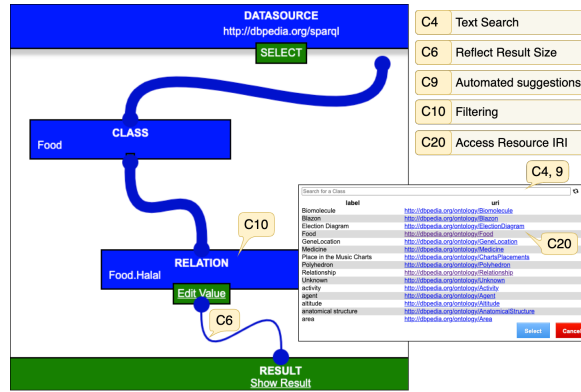 DATASOURCE
http://dbpedia.org/sparql
SELECT
CLASS
Food
RELATION
Food.Halal
Edit Value
RESULT
Show Result
C4 Text Search
C6 Reflect Result Size
C9 Automated suggestions
C10 Filtering
C20 Access Resource IRI
C4, 9
C10
C20
C6
Search for a Class
label uri
Biomolecule http://dbpedia.org/ontology/Biomolecule
Blazon http://dbpedia.org/ontology/Blazon
Election Diagram http://dbpedia.org/ontology/ElectionDiagram
Food http://dbpedia.org/ontology/Food
GeneLocation http://dbpedia.org/ontology/GeneLocation
Medicine http://dbpedia.org/ontology/Medicine
Place in the Music Charts http://dbpedia.org/ontology/ChartsPlacements
Polyhedron http://dbpedia.org/ontology/Polyhedron
Relationship http://dbpedia.org/ontology/Relationship
Unknown http://dbpedia.org/ontology/Unknown
activity http://dbpedia.org/ontology/Activity
agent http://dbpedia.org/ontology/Agent
altitude http://dbpedia.org/ontology/Altitude
anatomical structure http://dbpedia.org/ontology/AnatomicalStructure
area http://dbpedia.org/ontology/Area
Select Cancel